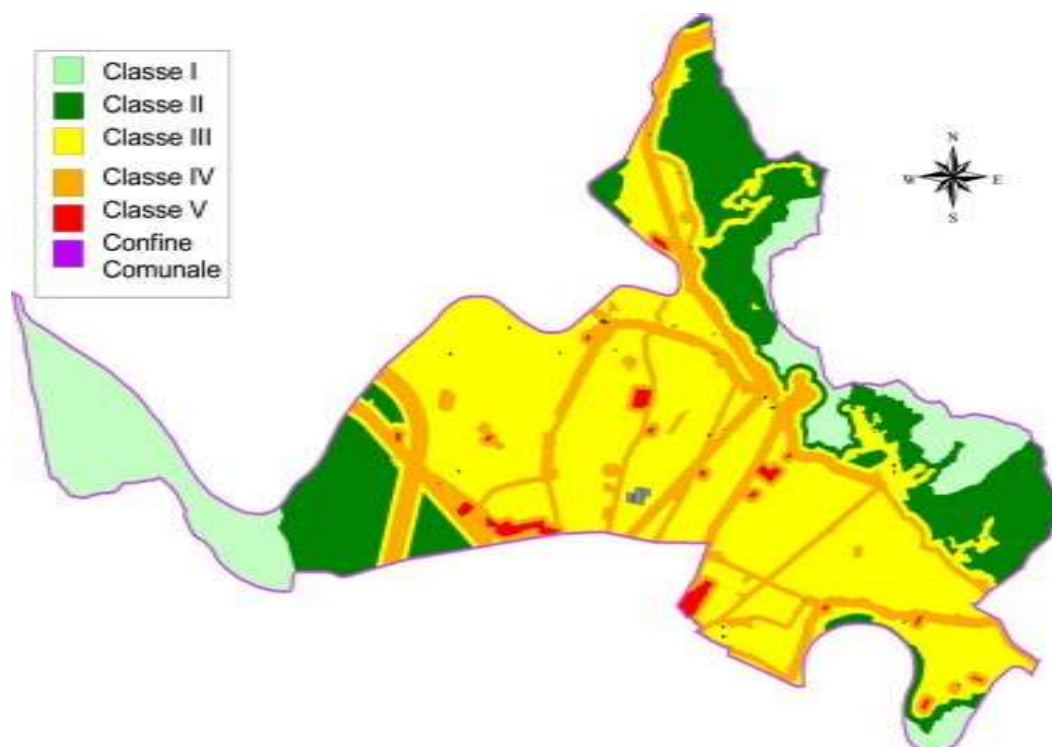 Classe I
Classe II
Classe III
Classe IV
Classe V
Confine
Comunale
N
W E
S